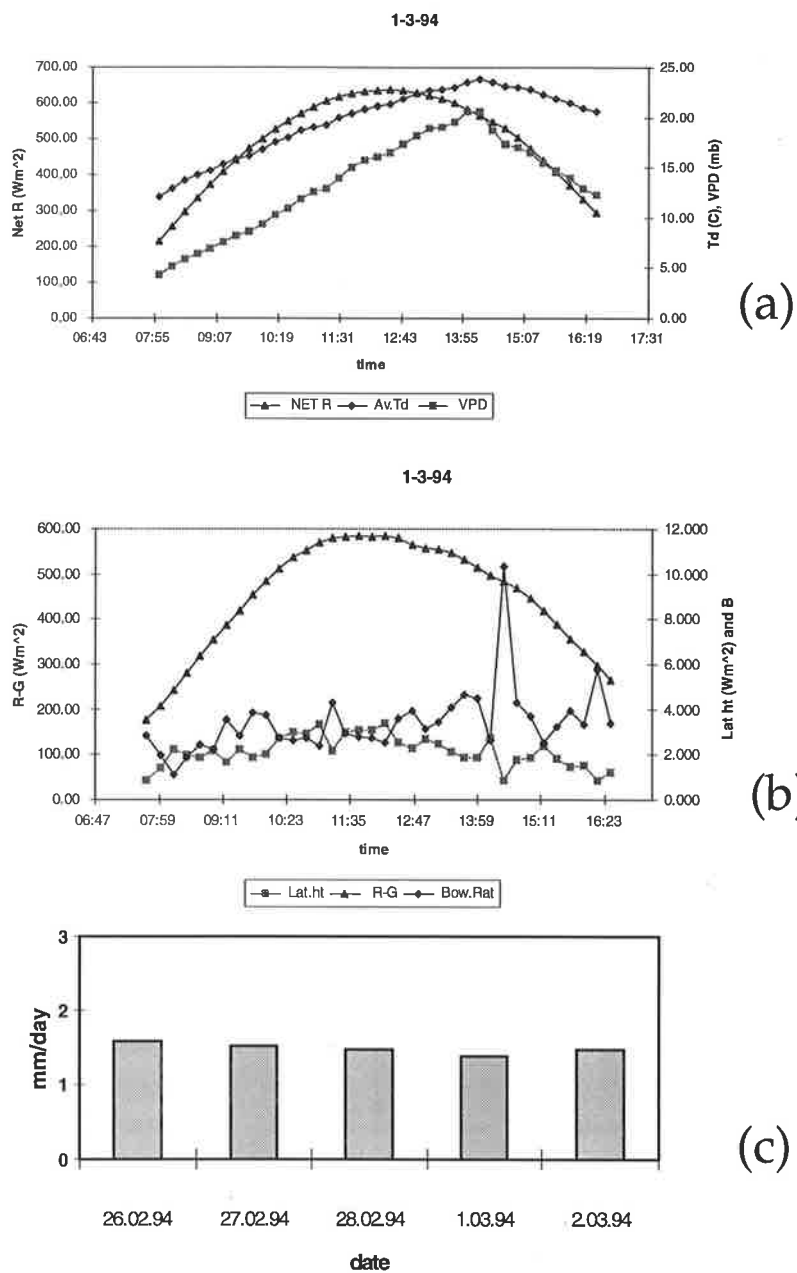 1-3-94
700.00
600.00
500.00
400.00
300.00
200.00
100.00
0.00
Net R (Wm^2)
25.00
20.00
15.00
10.00
5.00
0.00
Td (C), VPD (mb)
06:43 07:55 09:07 10:19 11:31 12:43 13:55 15:07 16:19 17:31
time
NET R Av.Td VPD
(a)
1-3-94
600.00
500.00
400.00
300.00
200.00
100.00
0.00
R-G (Wm^2)
12.000
10.000
8.000
6.000
4.000
2.000
0.000
Lat ht (Wm^2) and B
06:47 07:59 09:11 10:23 11:35 12:47 13:59 15:11 16:23
time
Lat.ht R-G Bow.Rat
(b)
3
2
1
0
mm/day
26.02.94 27.02.94 28.02.94 1.03.94 2.03.94
date
(c)